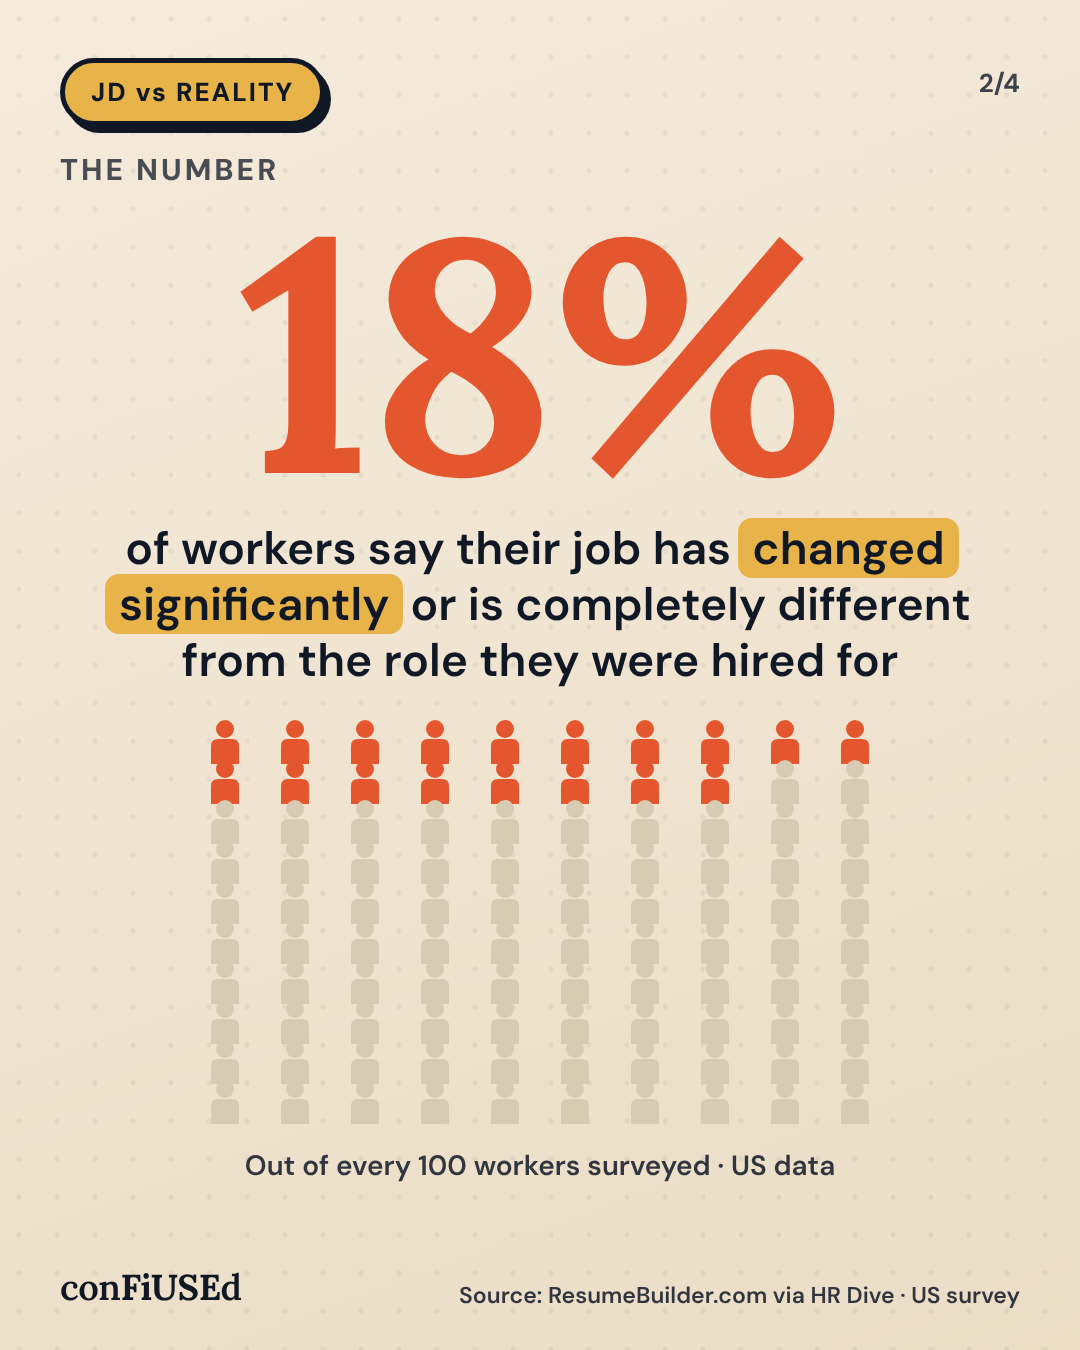 JD vs REALITY
2/4
THE NUMBER
18%
of workers say their job has changed
significantly or is completely different
from the role they were hired for
Out of every 100 workers surveyed · US data
conFiUSEd
Source: ResumeBuilder.com via HR Dive · US survey